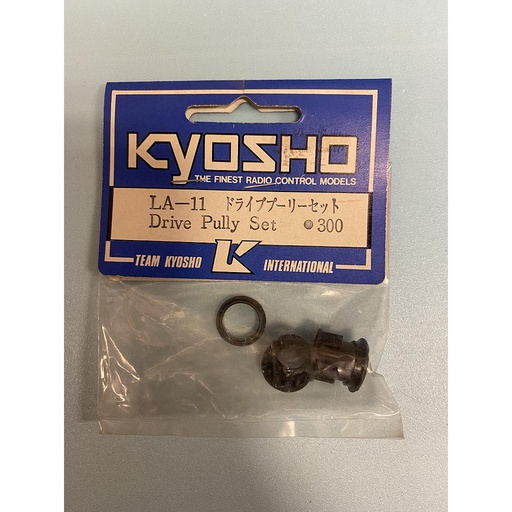 KYOSHO
THE FINEST RADIO CONTROL MODELS
LA-11 ドライブプーリーセット
Drive Pully Set ●300
TEAM KYOSHO K INTERNATIONAL